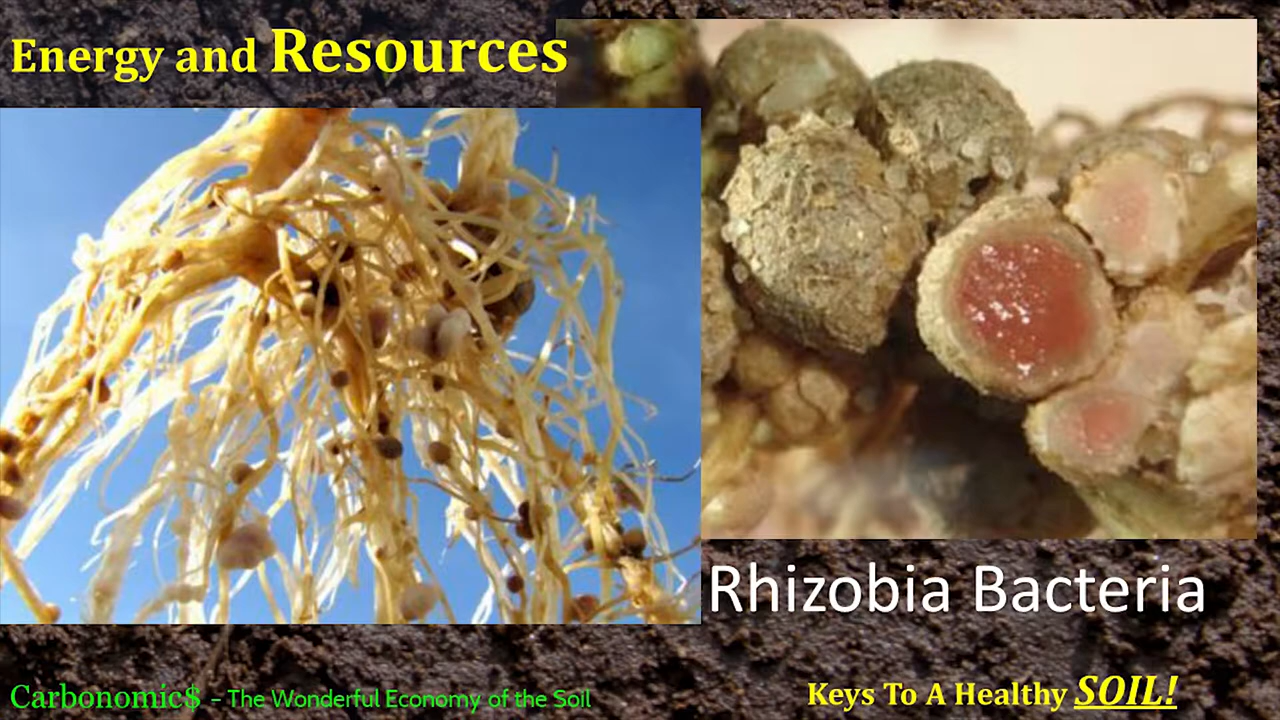 Energy and Resources
Rhizobia Bacteria
Carbonomic$ – The Wonderful Economy of the Soil
Keys To A Healthy SOIL!